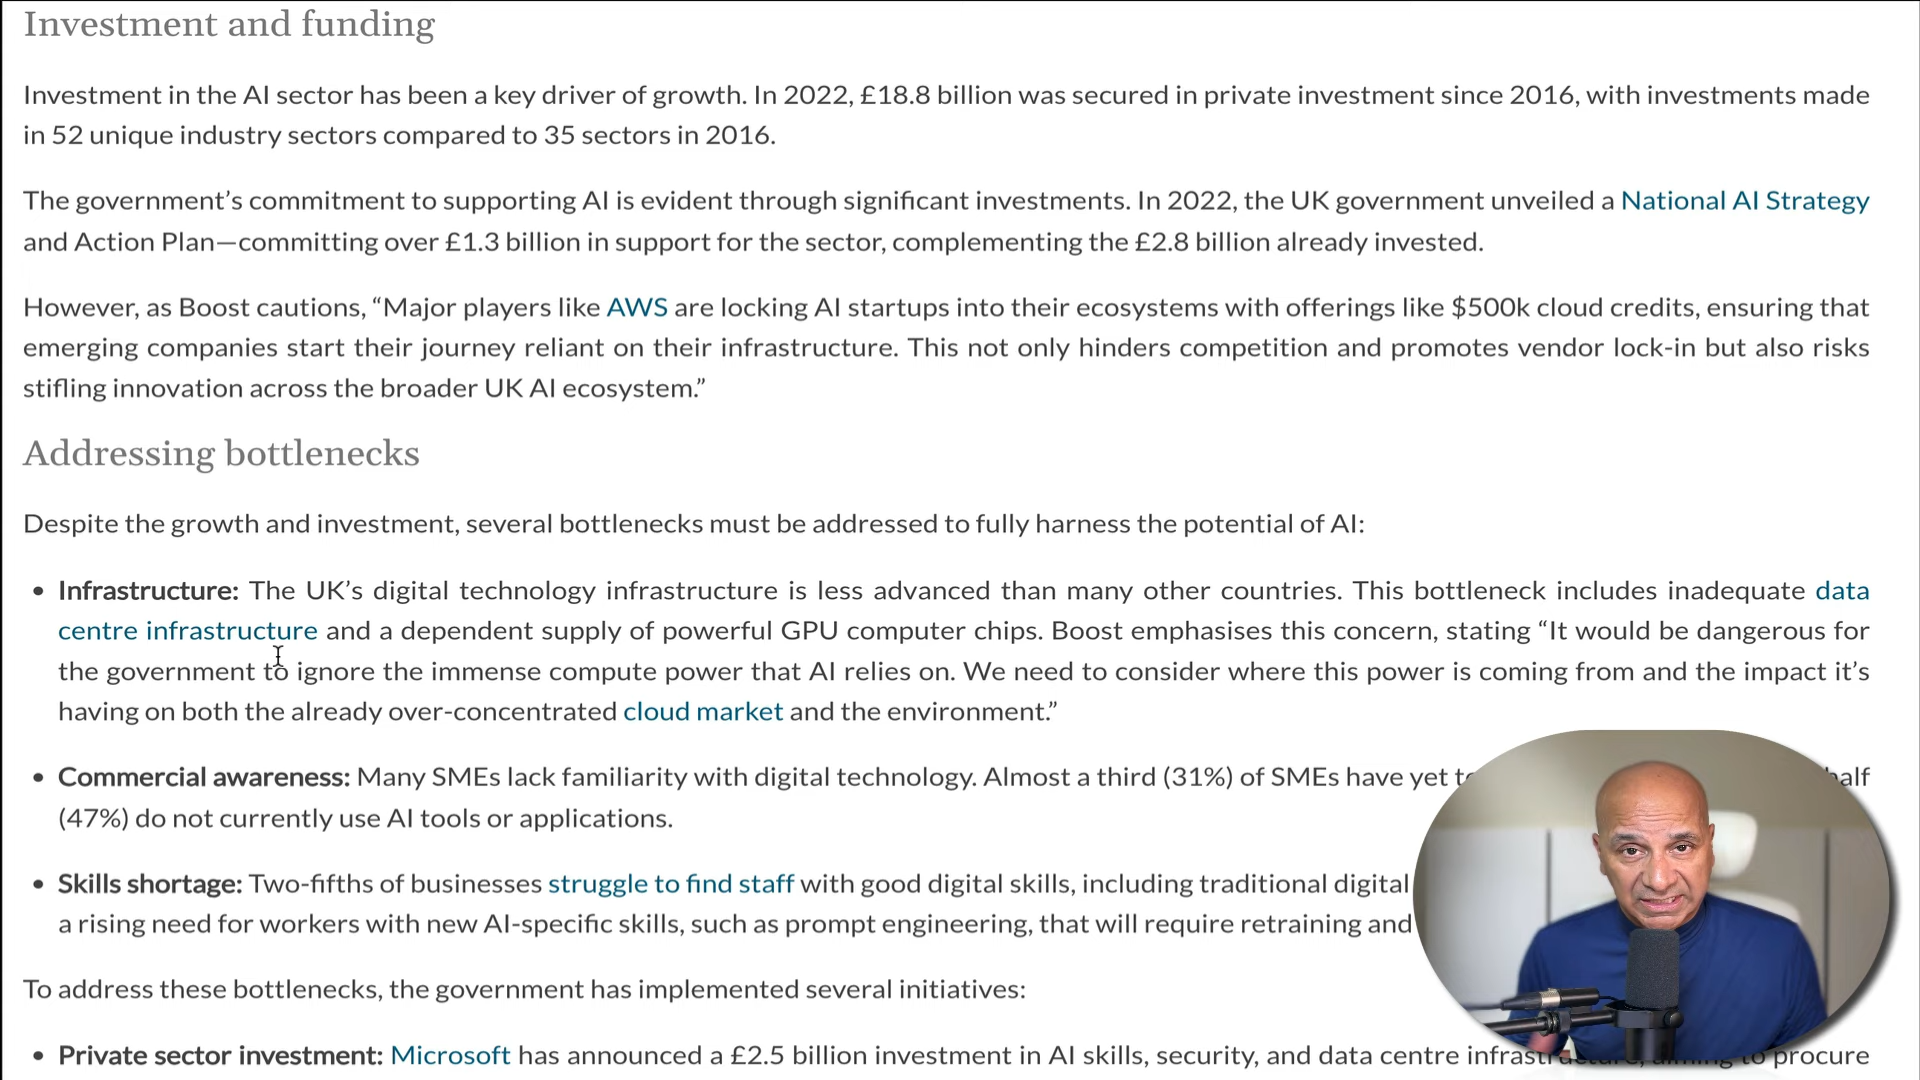 Investment and funding
Investment in the AI sector has been a key driver of growth. In 2022, £18.8 billion was secured in private investment since 2016, with investments made
in 52 unique industry sectors compared to 35 sectors in 2016.
The government’s commitment to supporting AI is evident through significant investments. In 2022, the UK government unveiled a National AI Strategy
and Action Plan—committing over £1.3 billion in support for the sector, complementing the £2.8 billion already invested.
However, as Boost cautions, “Major players like AWS are locking AI startups into their ecosystems with offerings like $500k cloud credits, ensuring that
emerging companies start their journey reliant on their infrastructure. This not only hinders competition and promotes vendor lock-in but also risks
stifling innovation across the broader UK AI ecosystem.”
Addressing bottlenecks
Despite the growth and investment, several bottlenecks must be addressed to fully harness the potential of AI:
• Infrastructure: The UK’s digital technology infrastructure is less advanced than many other countries. This bottleneck includes inadequate data
centre infrastructure and a dependent supply of powerful GPU computer chips. Boost emphasises this concern, stating “It would be dangerous for
the government to ignore the immense compute power that AI relies on. We need to consider where this power is coming from and the impact it’s
having on both the already over-concentrated cloud market and the environment.”
• Commercial awareness: Many SMEs lack familiarity with digital technology. Almost a third (31%) of SMEs have yet half
(47%) do not currently use AI tools or applications.
• Skills shortage: Two-fifths of businesses struggle to find staff with good digital skills, including traditional digital
a rising need for workers with new AI-specific skills, such as prompt engineering, that will require retraining and
To address these bottlenecks, the government has implemented several initiatives:
• Private sector investment: Microsoft has announced a £2.5 billion investment in AI skills, security, and data centre infrastructure, aiming to procure